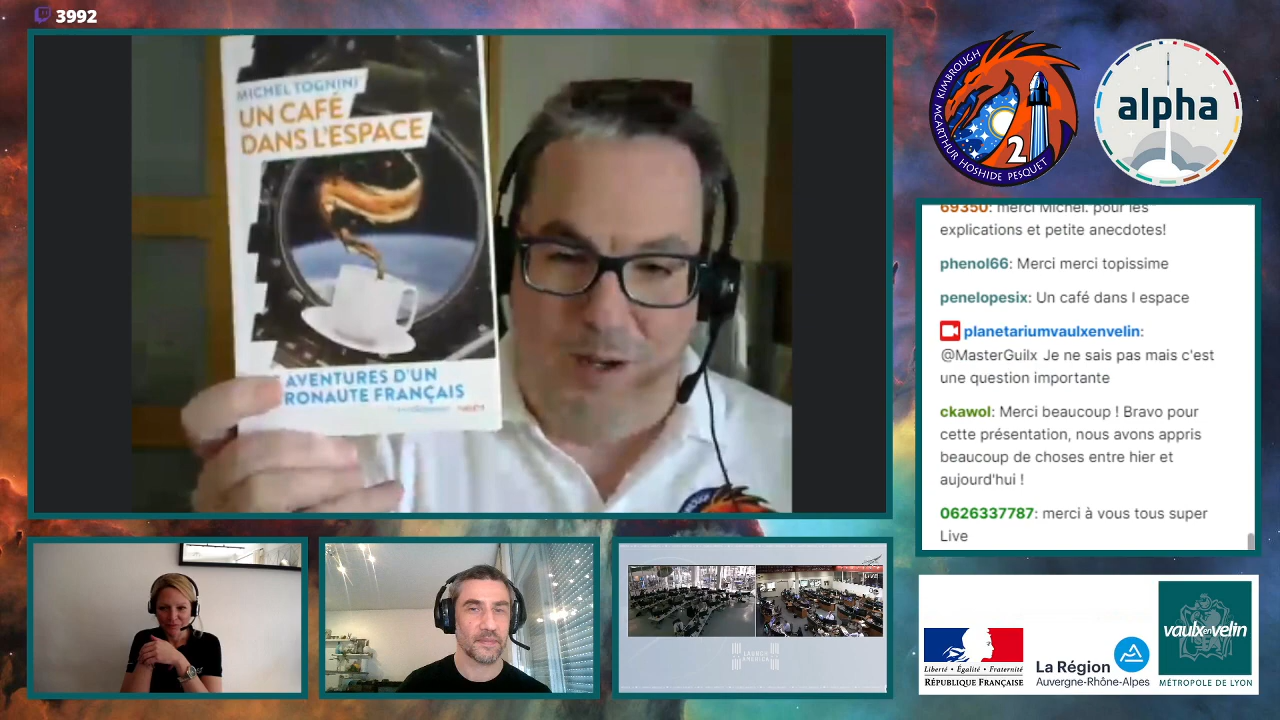 3992
MICHEL TOGNINI
UN CAFÉ
DANS L'ESPACE
AVENTURES D'UN
RONAUTE FRANÇAIS
MCARTHUR KIMBROUGH
HOSHIDE PESQUET
2
alpha
69350: merci Michel. pour les
explications et petite anecdotes!
phenol66: Merci merci topissime
penelopesix: Un café dans l espace
planetariumvaulxenvelin:
@MasterGuilx Je ne sais pas mais c'est
une question importante
ckawol: Merci beaucoup ! Bravo pour
cette présentation, nous avons appris
beaucoup de choses entre hier et
aujourd'hui !
0626337787: merci à vous tous super
Live
LAUNCH
AMERICA
Liberté • Égalité • Fraternité
RÉPUBLIQUE FRANÇAISE
La Région
Auvergne-Rhône-Alpes
vaulx en velin
MÉTROPOLE DE LYON